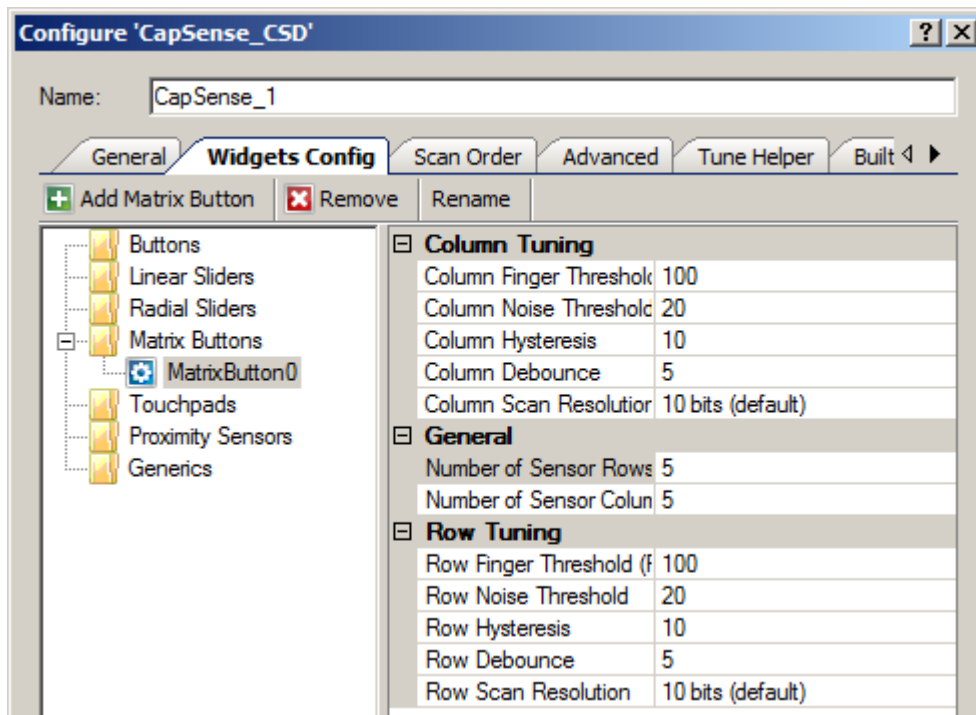 Configure 'CapSense_CSD'
Name: CapSense_1
General Widgets Config Scan Order Advanced Tune Helper Built
Add Matrix Button Remove Rename
Buttons
Linear Sliders
Radial Sliders
Matrix Buttons
MatrixButton0
Touchpads
Proximity Sensors
Generics
Column Tuning
Column Finger Threshold 100
Column Noise Threshold 20
Column Hysteresis 10
Column Debounce 5
Column Scan Resolution 10 bits (default)
General
Number of Sensor Rows 5
Number of Sensor Colum 5
Row Tuning
Row Finger Threshold (F 100
Row Noise Threshold 20
Row Hysteresis 10
Row Debounce 5
Row Scan Resolution 10 bits (default)